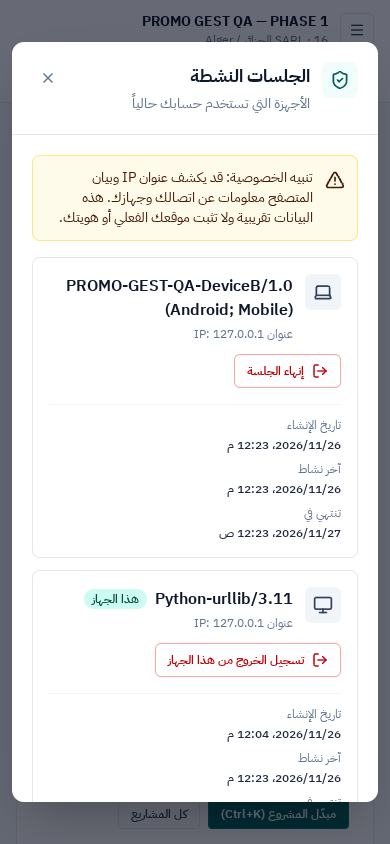 PROMO GEST QA — PHASE 1
الجلسات النشطة
الأجهزة التي تستخدم حسابك حالياً
تنبيه الخصوصية: قد يكشف عنوان IP وبيان
المتصفح معلومات عن اتصالك وجهازك. هذه
البيانات تقريبية ولا تثبت موقعك الفعلي أو هويتك.
PROMO-GEST-QA-DeviceB/1.0
(Android; Mobile)
عنوان IP: 127.0.0.1
إنهاء الجلسة
تاريخ الإنشاء
26‏/11‏/2026، 12:23 م
آخر نشاط
26‏/11‏/2026، 12:23 م
تنتهي في
27‏/11‏/2026، 12:23 ص
Python-urllib/3.11 هذا الجهاز
عنوان IP: 127.0.0.1
تسجيل الخروج من هذا الجهاز
تاريخ الإنشاء
26‏/11‏/2026، 12:04 م
آخر نشاط
26‏/11‏/2026، 12:23 م
مبدّل المشروع (Ctrl+K) كل المشاريع